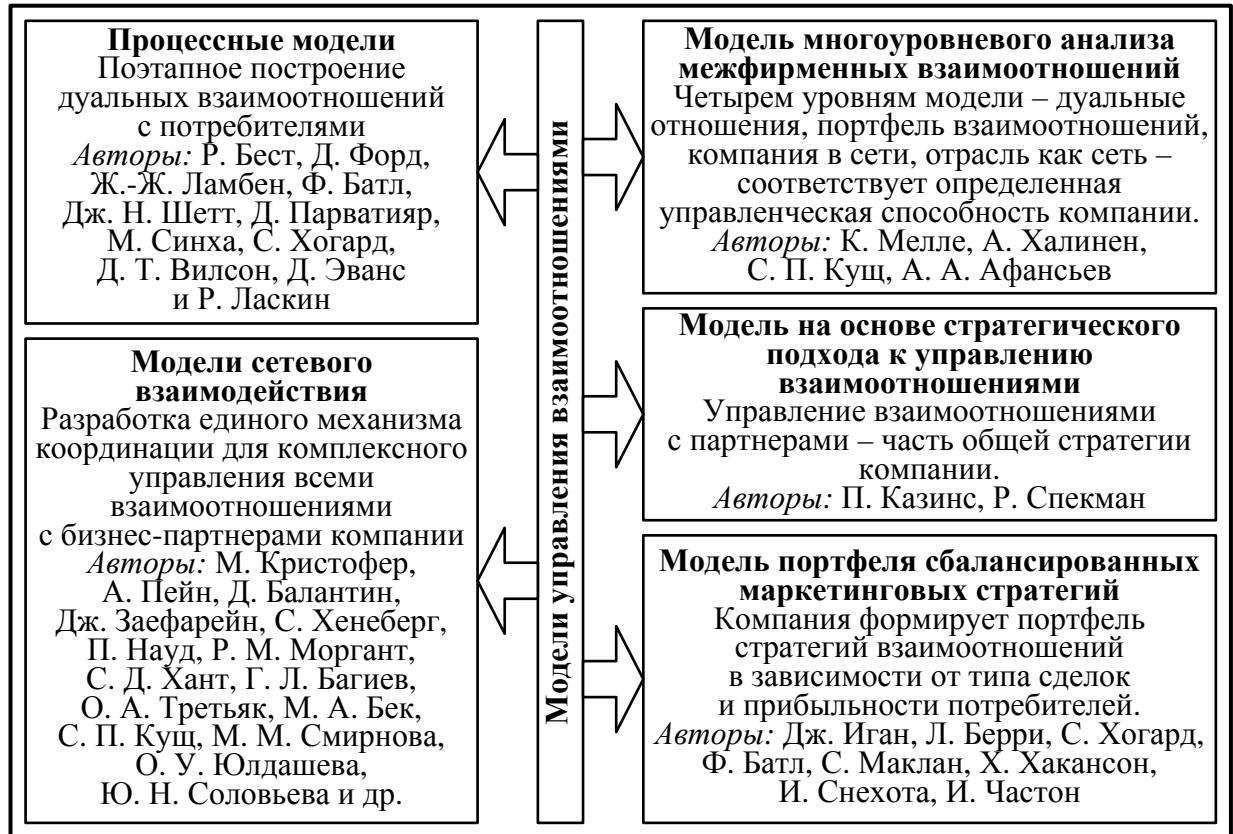 Процессные модели
Поэтапное построение
дуальных взаимоотношений
с потребителями
Авторы: Р. Бест, Д. Форд,
Ж.-Ж. Ламбен, Ф. Батл,
Дж. Н. Шетт, Д. Парватияр,
М. Синха, С. Хогард,
Д. Т. Вилсон, Д. Эванс
и Р. Ласкин
Модели сетевого
взаимодействия
Разработка единого механизма
координации для комплексного
управления всеми
взаимоотношениями
с бизнес-партнерами компании
Авторы: М. Кристофер,
А. Пейн, Д. Балантин,
Дж. Заефарейн, С. Хенеберг,
П. Науд, Р. М. Моргант,
С. Д. Хант, Г. Л. Багиев,
О. А. Третьяк, М. А. Бек,
С. П. Кущ, М. М. Смирнова,
О. У. Юлдашева,
Ю. Н. Соловьева и др.
Модели управления взаимоотношениями
Модель многоуровневого анализа
межфирменных взаимоотношений
Четырем уровням модели – дуальные
отношения, портфель взаимоотношений,
компания в сети, отрасль как сеть –
соответствует определенная
управленческая способность компании.
Авторы: К. Мелле, А. Халинен,
С. П. Кущ, А. А. Афансьев
Модель на основе стратегического
подхода к управлению
взаимоотношениями
Управление взаимоотношениями
с партнерами – часть общей стратегии
компании.
Авторы: П. Казинс, Р. Спекман
Модель портфеля сбалансированных
маркетинговых стратегий
Компания формирует портфель
стратегий взаимоотношений
в зависимости от типа сделок
и прибыльности потребителей.
Авторы: Дж. Иган, Л. Берри, С. Хогард,
Ф. Батл, С. Маклан, Х. Хакансон,
И. Снехота, И. Частон